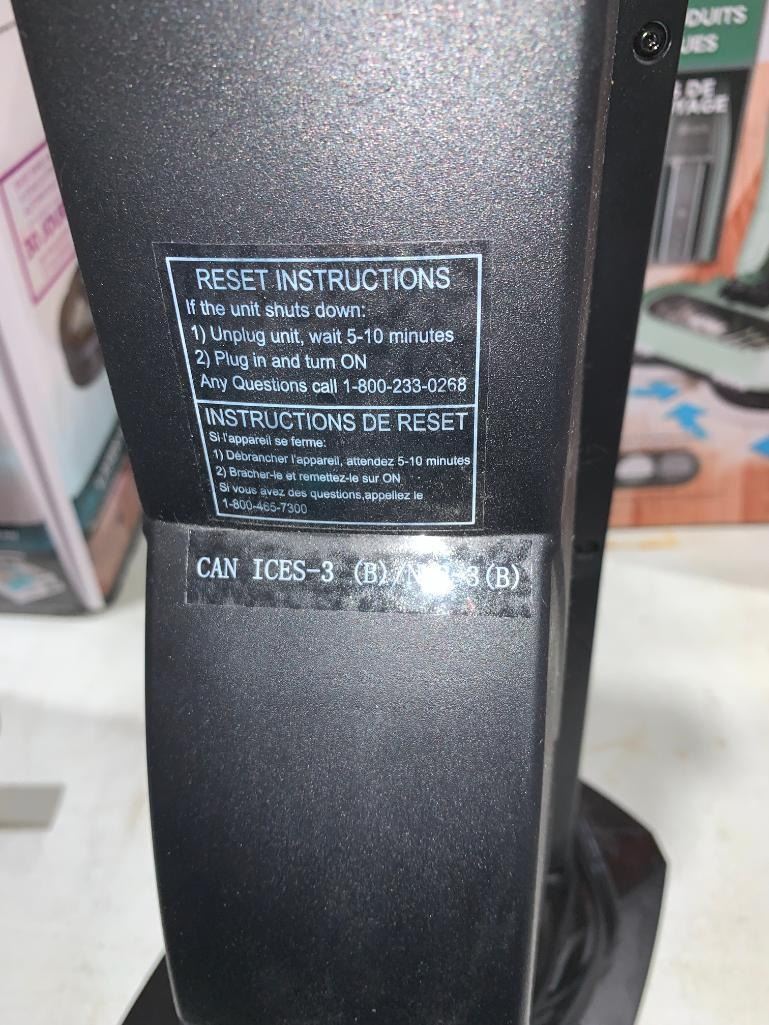 RESET INSTRUCTIONS
If the unit shuts down:
1) Unplug unit, wait 5-10 minutes
2) Plug in and turn ON
Any Questions call 1-800-233-0268
INSTRUCTIONS DE RESET
Si l'appareil se ferme:
1) Débrancher l'appareil, attendez 5-10 minutes
2) Bracher-le et remettez-le sur ON
Si vous avez des questions,appellez le
1-800-465-7300
CAN ICES-3 (B)/ -3(B)
DUITS
UES
DE